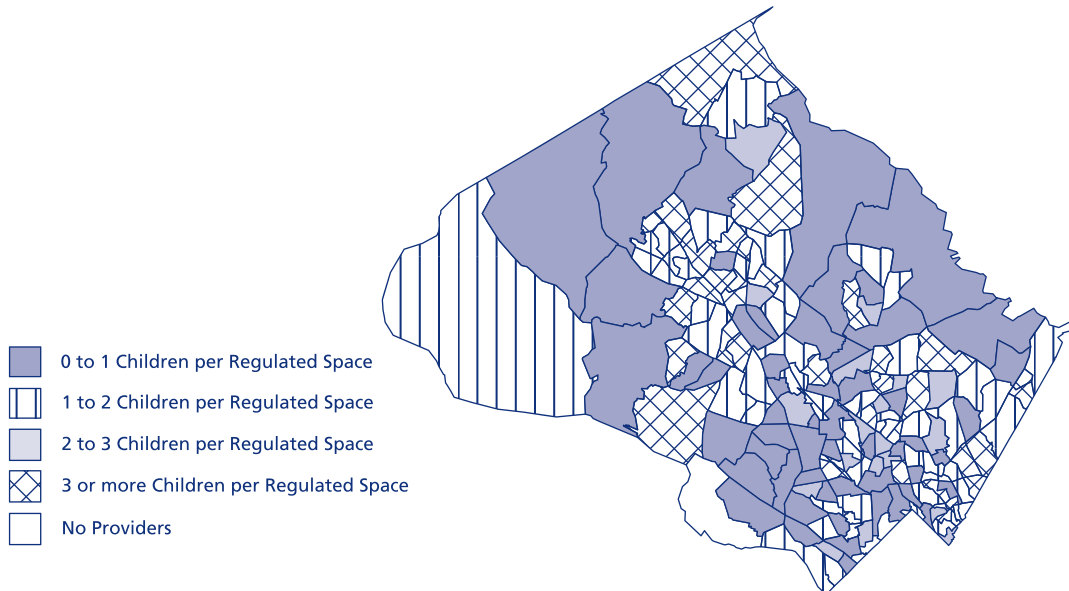 0 to 1 Children per Regulated Space
1 to 2 Children per Regulated Space
2 to 3 Children per Regulated Space
3 or more Children per Regulated Space
No Providers